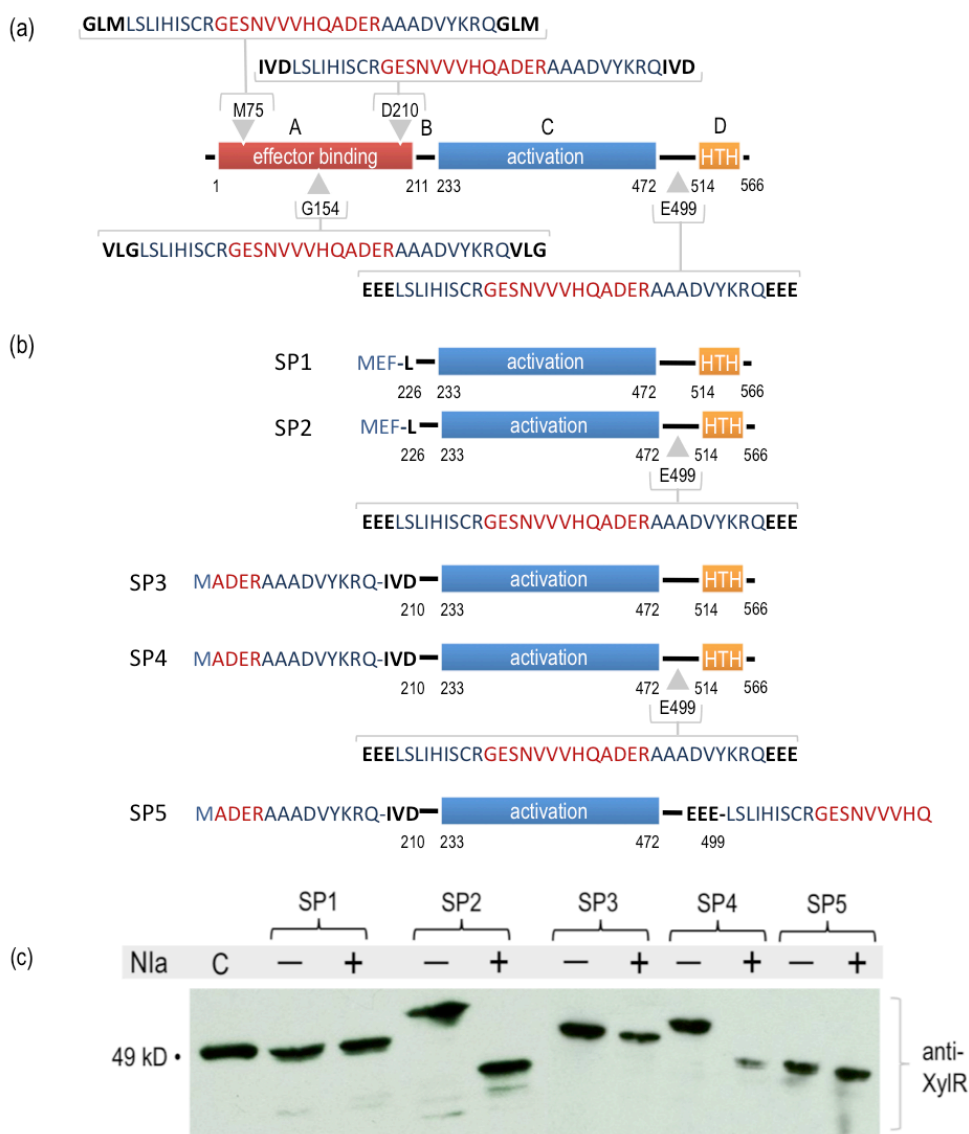 (a)
GLMLSLIHISCRGESNVVVHQADERAAADVYKRQGLM
IVDLSLIHISCRGESNVVVHQADERAAADVYKRQIVD
M75 D210
A B C D
effector binding activation HTH
1 211 233 472 514 566
G154 E499
VLGLSLIHISCRGESNVVVHQADERAAADVYKRQVLG
EEELSLIHISCRGESNVVVHQADERAAADVYKRQEEE
(b)
SP1 MEF-L activation HTH
226 233 472 514 566
SP2 MEF-L activation HTH
226 233 472 514 566
E499
EEELSLIHISCRGESNVVVHQADERAAADVYKRQEEE
SP3 MADERAAADVYKRQ-IVD activation HTH
210 233 472 514 566
SP4 MADERAAADVYKRQ-IVD activation HTH
210 233 472 514 566
E499
EEELSLIHISCRGESNVVVHQADERAAADVYKRQEEE
SP5 MADERAAADVYKRQ-IVD activation EEE-LSLIHISCRGESNVVVHQ
210 233 472 499
SP1 SP2 SP3 SP4 SP5
(c) NIa C — + — + — + — + — +
49 kD •
anti-
XylR